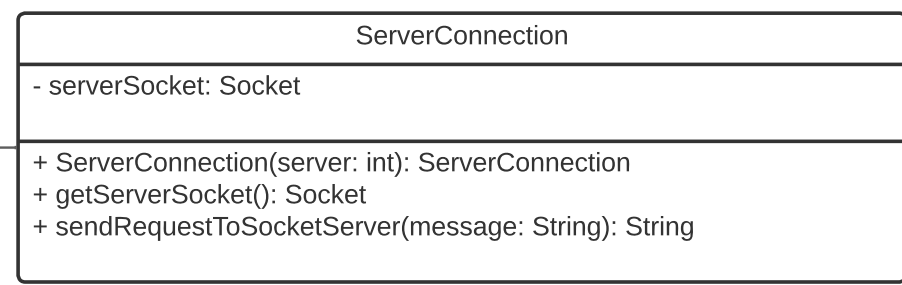 ServerConnection
- serverSocket: Socket
+ ServerConnection(server: int): ServerConnection
+ getServerSocket(): Socket
+ sendRequestToSocketServer(message: String): String